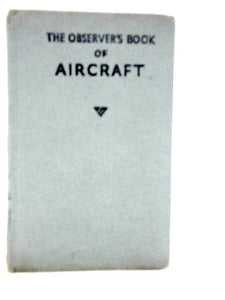 THE OBSERVER'S BOOK
OF
AIRCRAFT